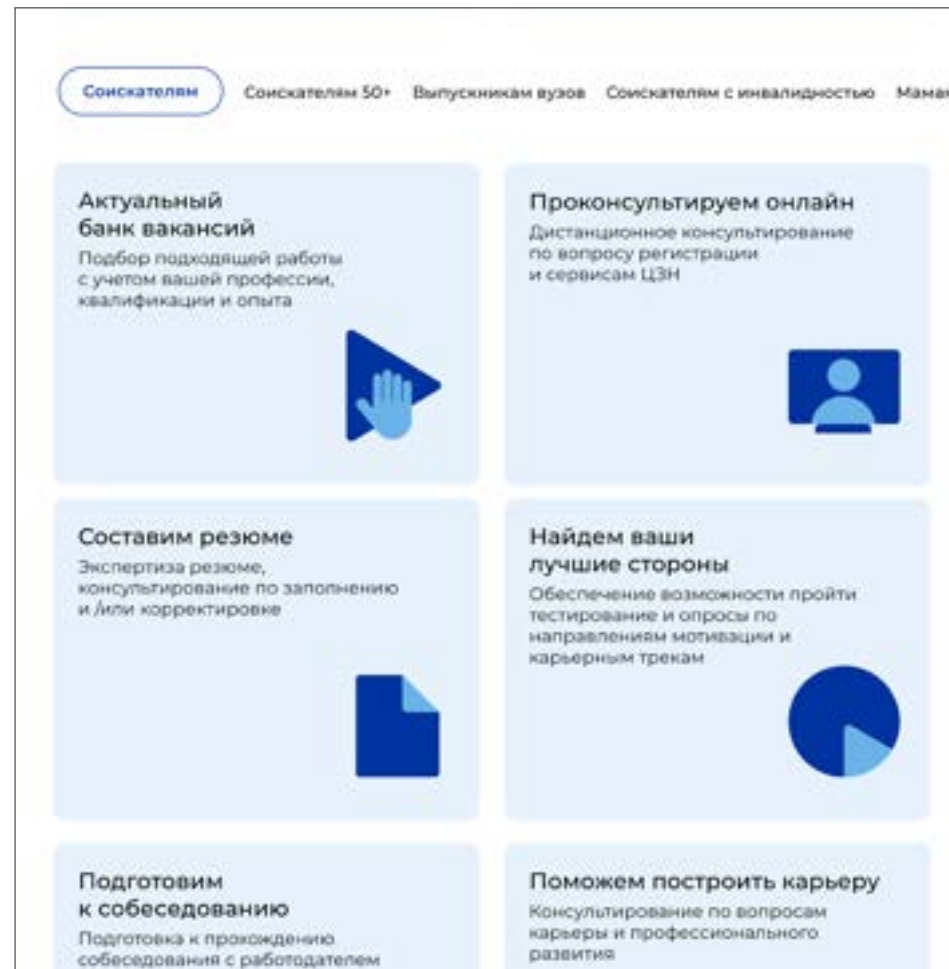 Соискателям
Соискателям 50+
Выпускникам вузов
Соискателям с инвалидностью
Актуальный
банк вакансий
Подбор подходящей работы
с учетом вашей профессии,
квалификации и опыта
Проконсультируем онлайн
Дистанционное консультирование
по вопросу регистрации
и сервисам ЦЗН
Составим резюме
Экспертиза резюме,
консультирование по заполнению
и /или корректировке
Найдем ваши
лучшие стороны
Обеспечение возможности пройти
тестирование и опросы по
направлениям мотивации и
карьерным трекам
Подготовим
к собеседованию
Подготовка к прохождению
собеседования с работодателем
Поможем построить карьеру
Консультирование по вопросам
карьеры и профессионального
развития